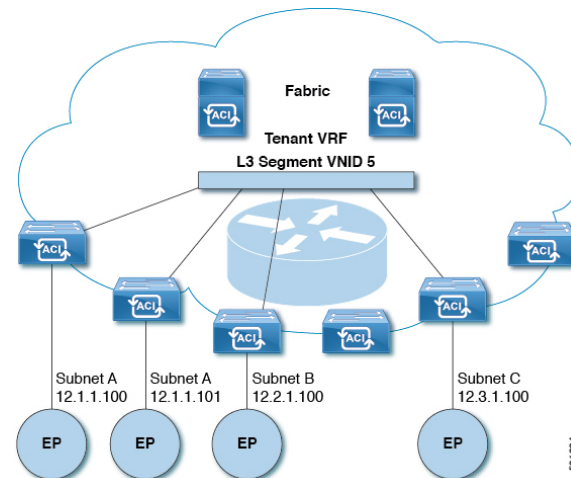 ACI
ACI
Fabric
Tenant VRF
L3 Segment VNID 5
ACI
ACI
ACI
ACI
ACI
ACI
Subnet A
12.1.1.100
Subnet A
12.1.1.101
Subnet B
12.2.1.100
Subnet C
12.3.1.100
EP
EP
EP
EP